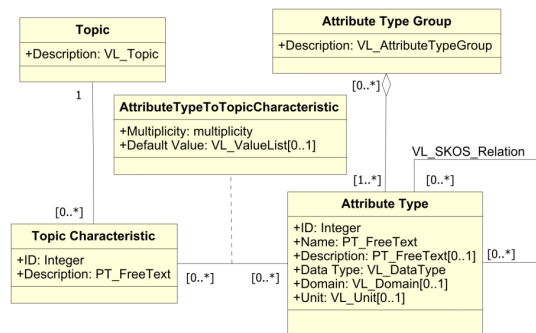 Topic
+Description: VL_Topic
Attribute Type Group
+Description: VL_AttributeTypeGroup
1
[0..*]
AttributeTypeToTopicCharacteristic
+Multiplicity: multiplicity
+Default Value: VL_ValueList[0..1]
VL_SKOS_Relation
[0..*]
[1..*]
[0..*]
Topic Characteristic
+ID: Integer
+Description: PT_FreeText
[0..*]
[0..*]
Attribute Type
+ID: Integer
+Name: PT_FreeText
+Description: PT_FreeText[0..1]
+Data Type: VL_DataType
+Domain: VL_Domain[0..1]
+Unit: VL_Unit[0..1]
[0..*]